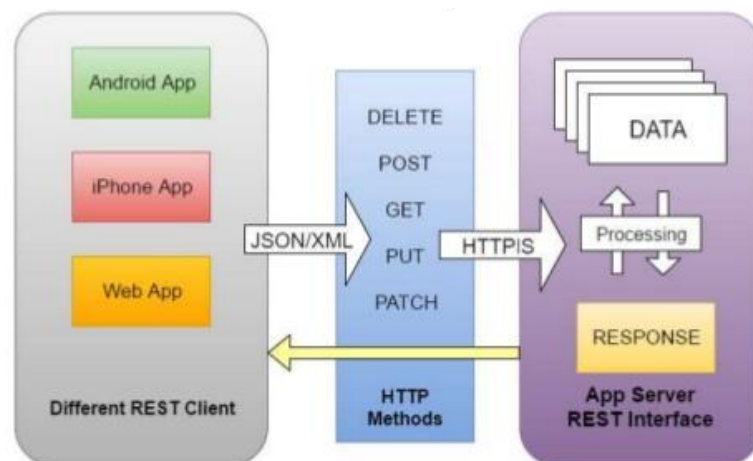 Android App
iPhone App
Web App
Different REST Client
JSON/XML
DELETE
POST
GET
PUT
PATCH
HTTP
Methods
HTTPIS
DATA
Processing
RESPONSE
App Server
REST Interface